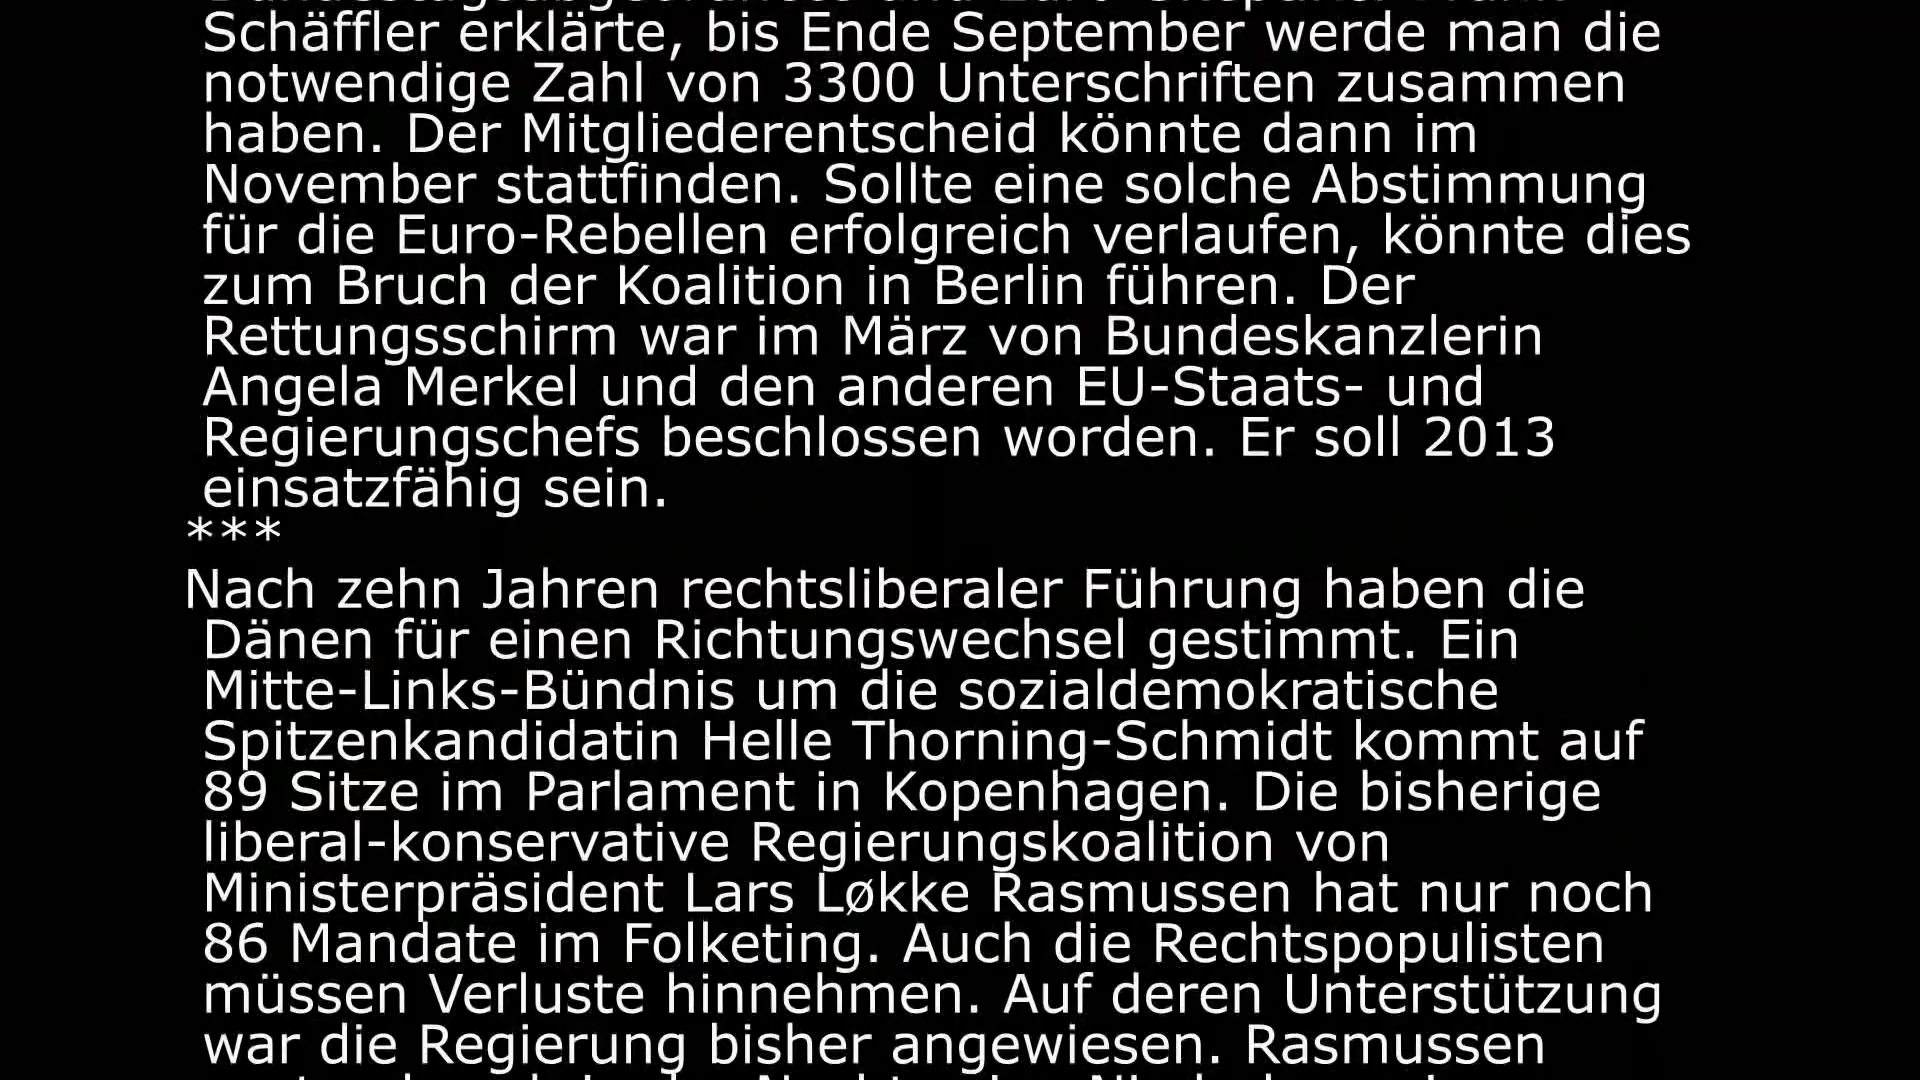 Schäffler erklärte, bis Ende September werde man die
notwendige Zahl von 3300 Unterschriften zusammen
haben. Der Mitgliederentscheid könnte dann im
November stattfinden. Sollte eine solche Abstimmung
für die Euro-Rebellen erfolgreich verlaufen, könnte dies
zum Bruch der Koalition in Berlin führen. Der
Rettungsschirm war im März von Bundeskanzlerin
Angela Merkel und den anderen EU-Staats- und
Regierungschefs beschlossen worden. Er soll 2013
einsatzfähig sein.
***
Nach zehn Jahren rechtsliberaler Führung haben die
Dänen für einen Richtungswechsel gestimmt. Ein
Mitte-Links-Bündnis um die sozialdemokratische
Spitzenkandidatin Helle Thorning-Schmidt kommt auf
89 Sitze im Parlament in Kopenhagen. Die bisherige
liberal-konservative Regierungskoalition von
Ministerpräsident Lars Løkke Rasmussen hat nur noch
86 Mandate im Folketing. Auch die Rechtspopulisten
müssen Verluste hinnehmen. Auf deren Unterstützung
war die Regierung bisher angewiesen. Rasmussen